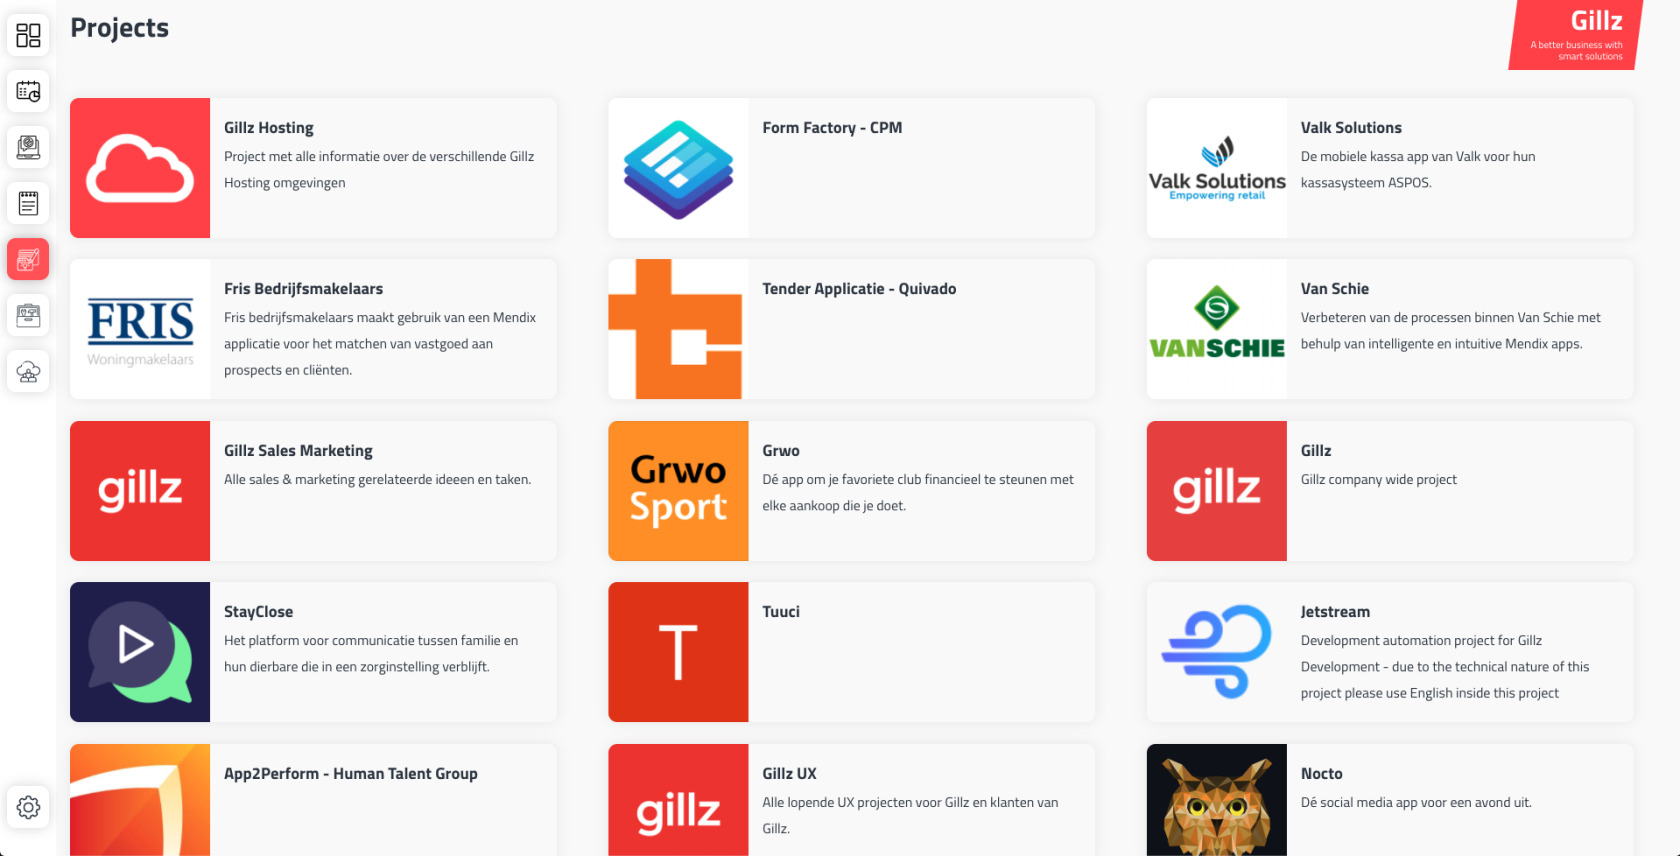 Projects
Gillz
A better business with
smart solutions
Gillz Hosting
Project met alle informatie over de verschillende Gillz
Hosting omgevingen
Form Factory - CPM
Valk Solutions
Empowering retail
Valk Solutions
De mobiele kassa app van Valk voor hun
kassasysteem ASPOS.
FRIS
Woningmakelaars
Fris Bedrijfsmakelaars
Fris bedrijfsmakelaars maakt gebruik van een Mendix
applicatie voor het matchen van vastgoed aan
prospects en cliënten.
Tender Applicatie - Quivado
S
VANSCHIE
Van Schie
Verbeteren van de processen binnen Van Schie met
behulp van intelligente en intuitive Mendix apps.
gillz
Gillz Sales Marketing
Alle sales & marketing gerelateerde ideeen en taken.
Grwo
Sport
Grwo
Dé app om je favoriete club financieel te steunen met
elke aankoop die je doet.
gillz
Gillz
Gillz company wide project
StayClose
Het platform voor communicatie tussen familie en
hun dierbare die in een zorginstelling verblijft.
T
Tuuci
Jetstream
Development automation project for Gillz
Development - due to the technical nature of this
project please use English inside this project
App2Perform - Human Talent Group
gillz
Gillz UX
Alle lopende UX projecten voor Gillz en klanten van
Gillz.
Nocto
Dé social media app voor een avond uit.